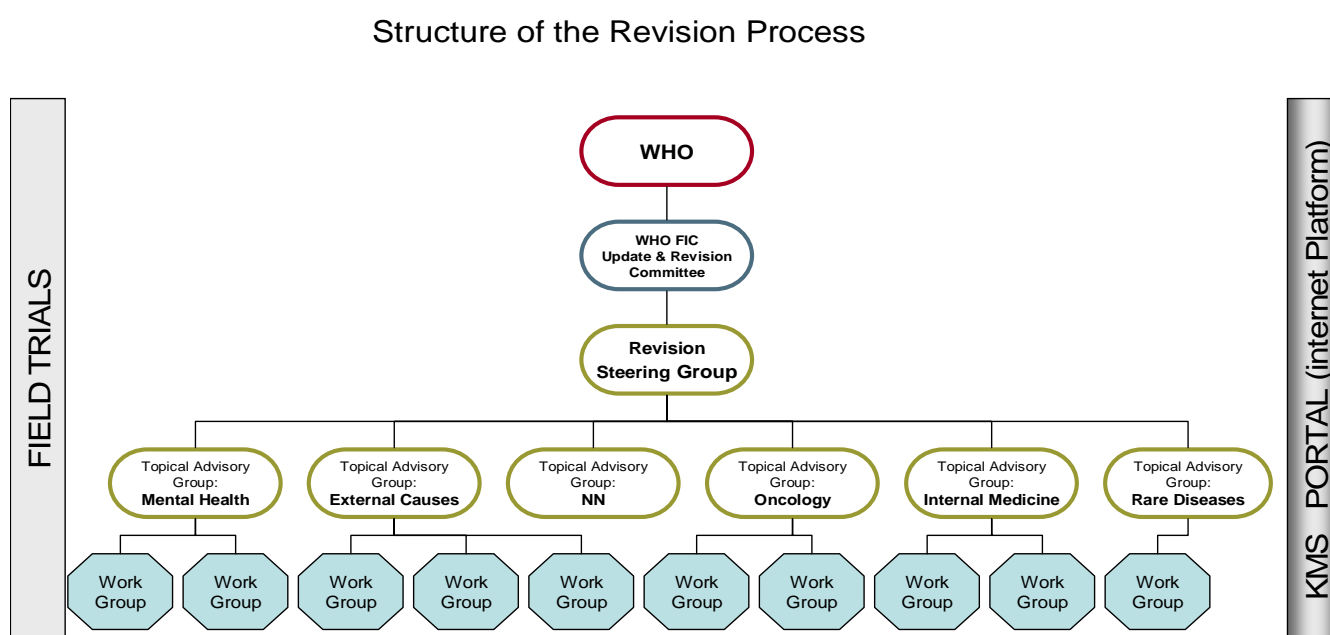 Structure of the Revision Process
FIELD TRIALS
WHO
WHO FIC
Update & Revision
Committee
Revision
Steering Group
Topical Advisory
Group:
Mental Health
Topical Advisory
Group:
External Causes
Topical Advisory
Group:
NN
Topical Advisory
Group:
Oncology
Topical Advisory
Group:
Internal Medicine
Topical Advisory
Group:
Rare Diseases
Work
Group
Work
Group
Work
Group
Work
Group
Work
Group
Work
Group
Work
Group
Work
Group
Work
Group
Work
Group
KMS PORTAL (internet Platform)